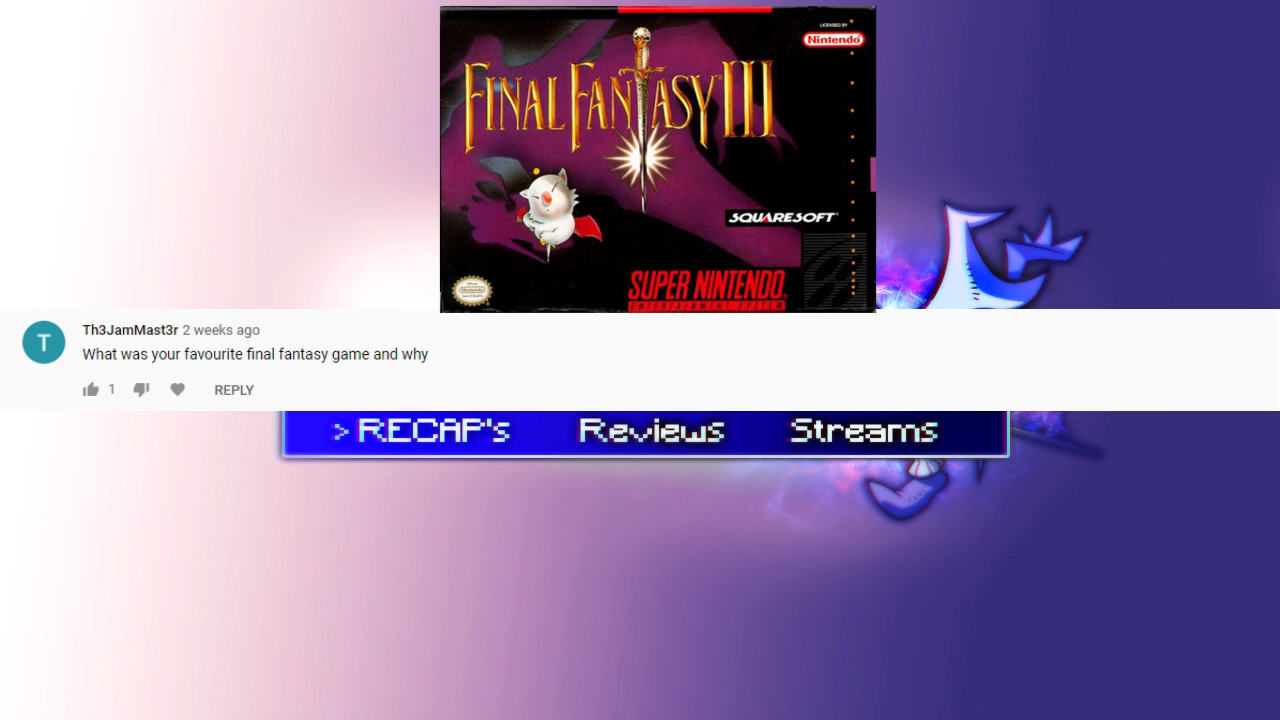 LICENSED BY
Nintendo
FINAL FANTASY III
SQUARESOFT
SUPER NINTENDO
ENTERTAINMENT SYSTEM
T
Th3JamMast3r 2 weeks ago
What was your favourite final fantasy game and why
1
REPLY
> RECAP's Reviews Streams